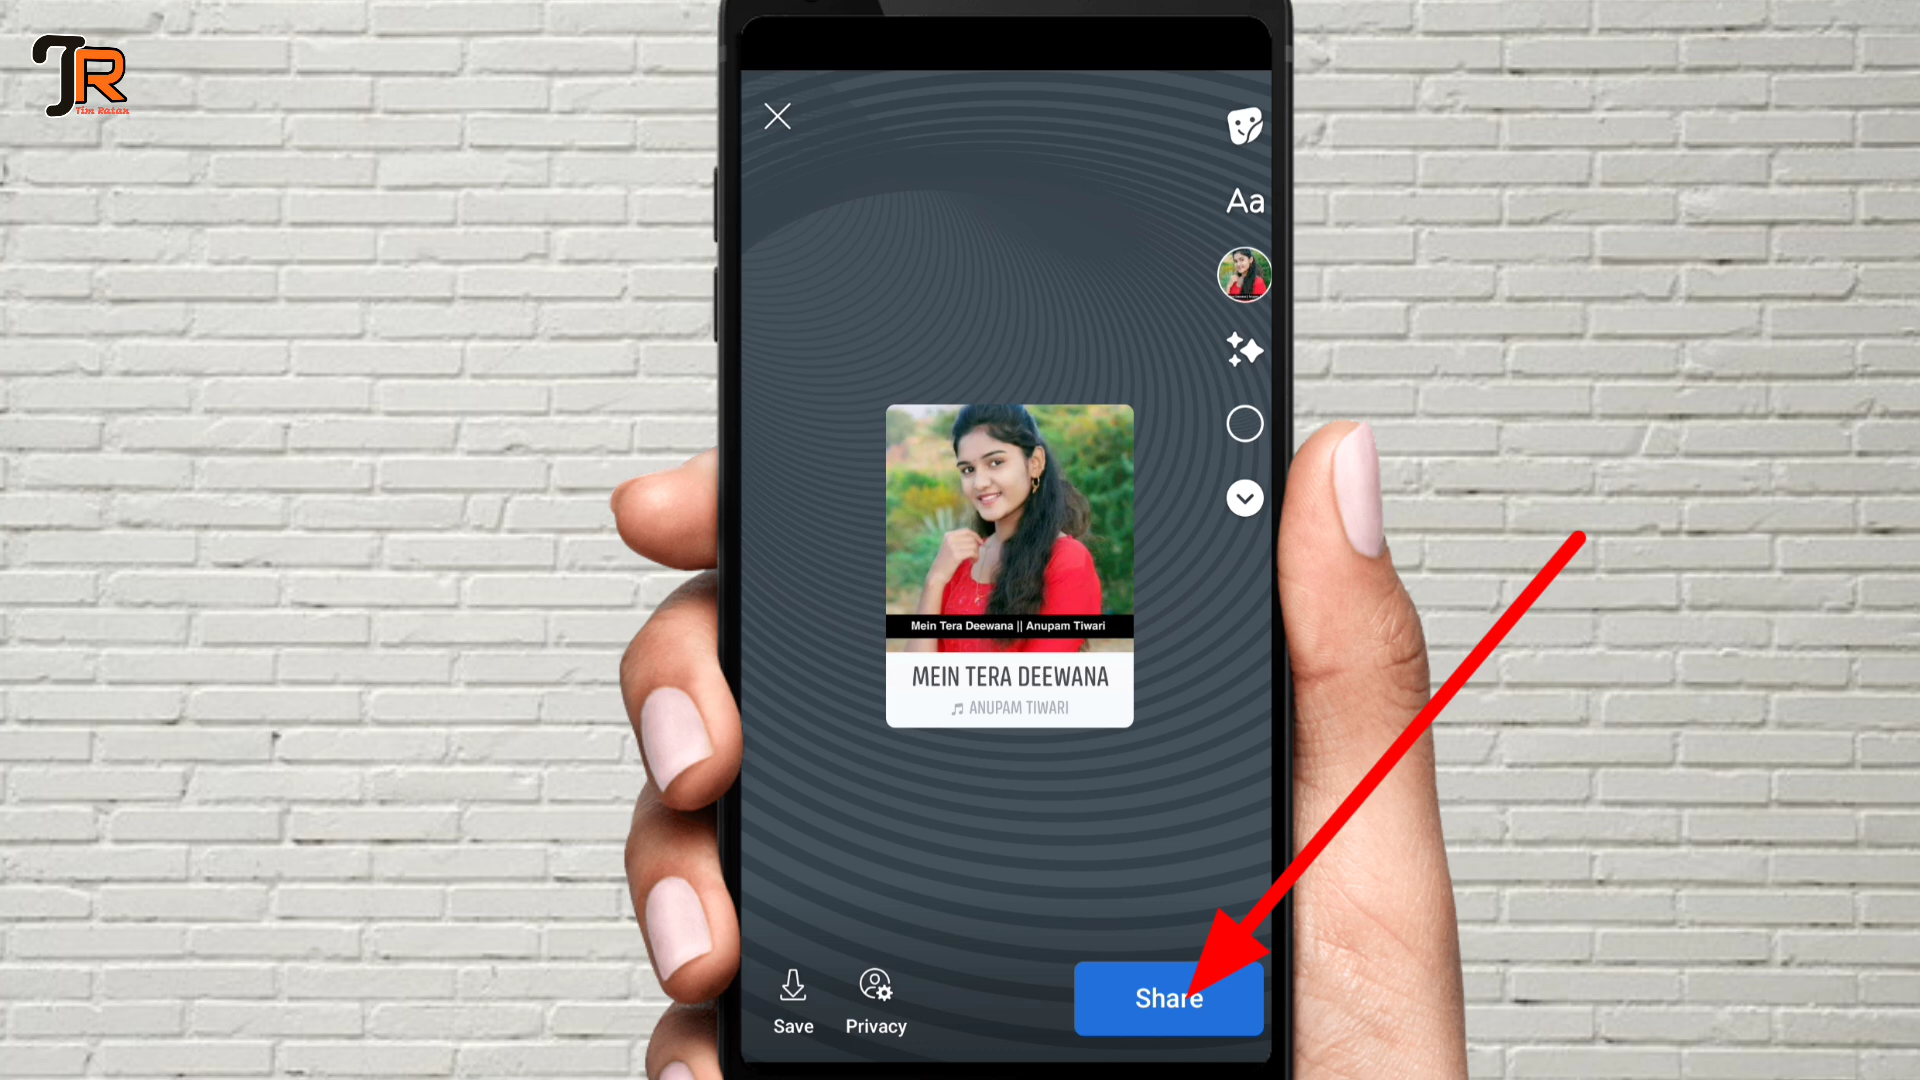 JR
Tim Ratan
Aa
Mein Tera Deewana || Anupam Tiwari
MEIN TERA DEEWANA
ANUPAM TIWARI
Save
Privacy
Share